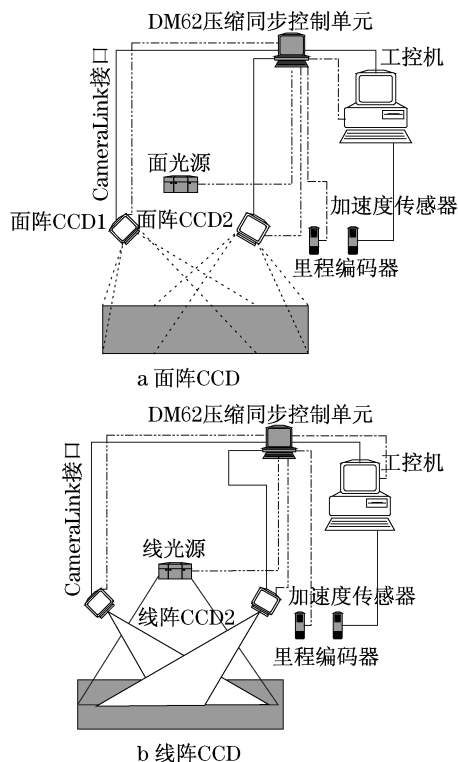 DM62压缩同步控制单元
工控机
CameraLink接口
面光源
加速度传感器
面阵CCD1
面阵CCD2
里程编码器
a 面阵CCD
DM62压缩同步控制单元
工控机
CameraLink接口
线光源
加速度传感器
线阵CCD2
里程编码器
b 线阵CCD